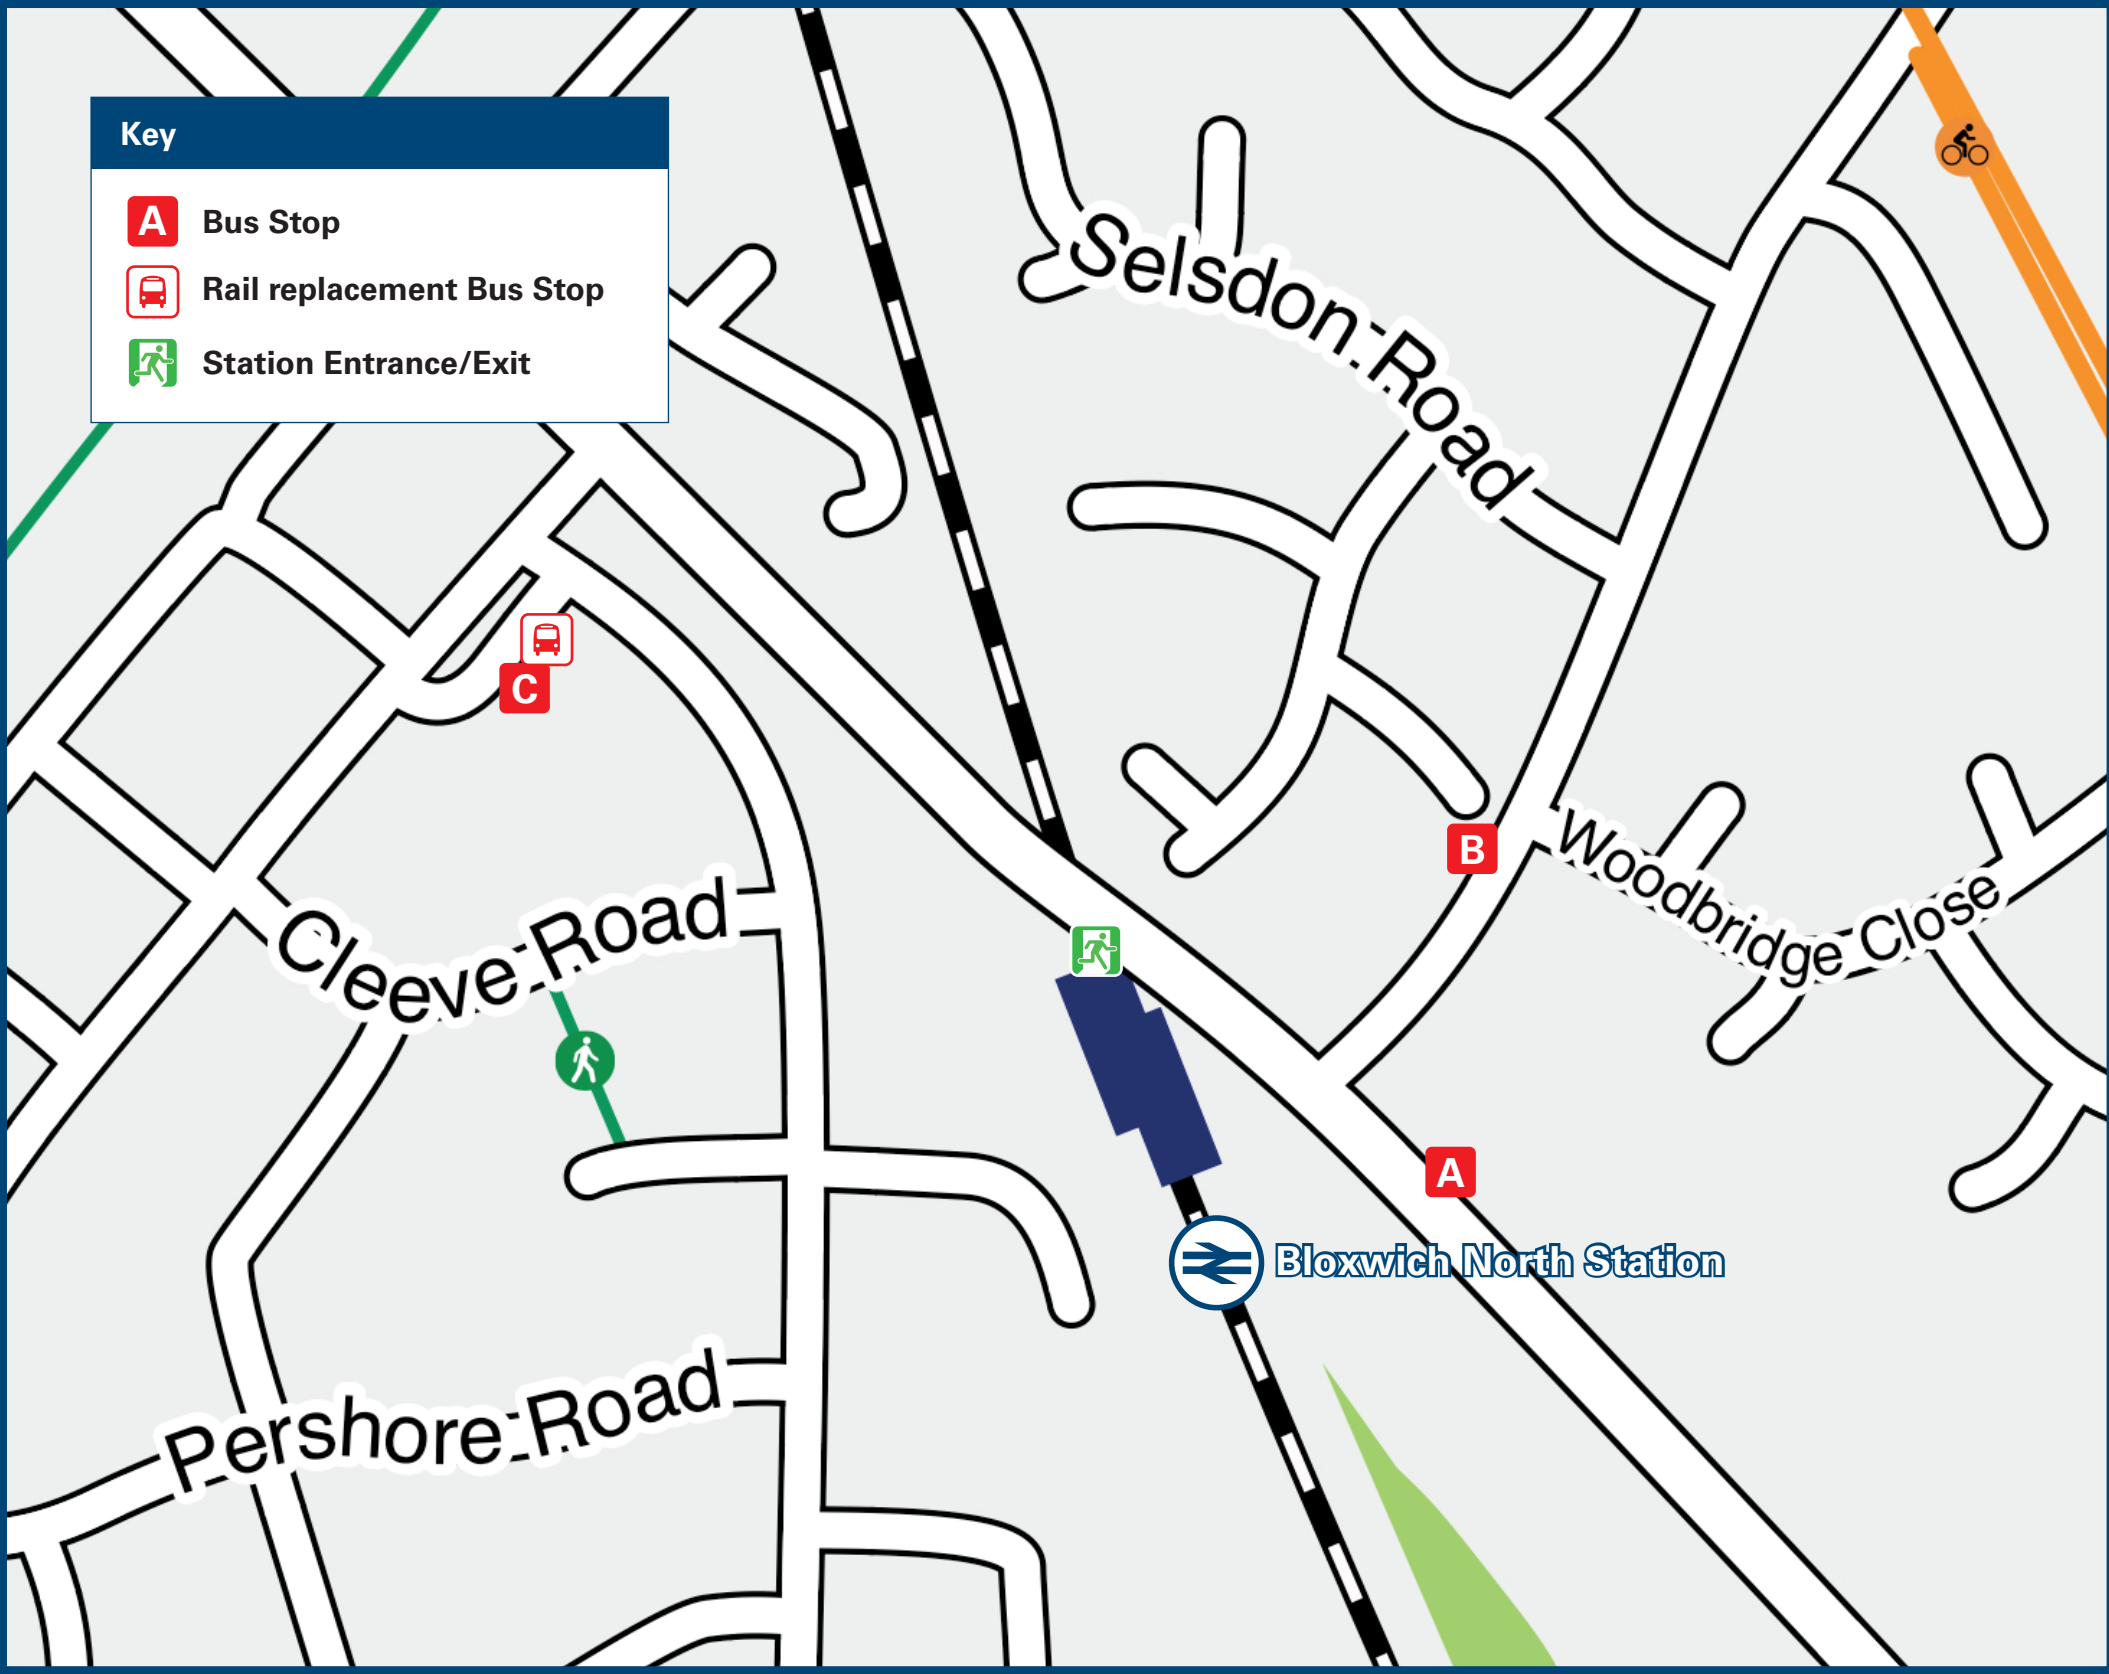 Key
A Bus Stop
Rail replacement Bus Stop
Station Entrance/Exit
Selsdon Road
C
B
Woodbridge Close
Cleeve Road
A
Bloxwich North Station
Pershore Road